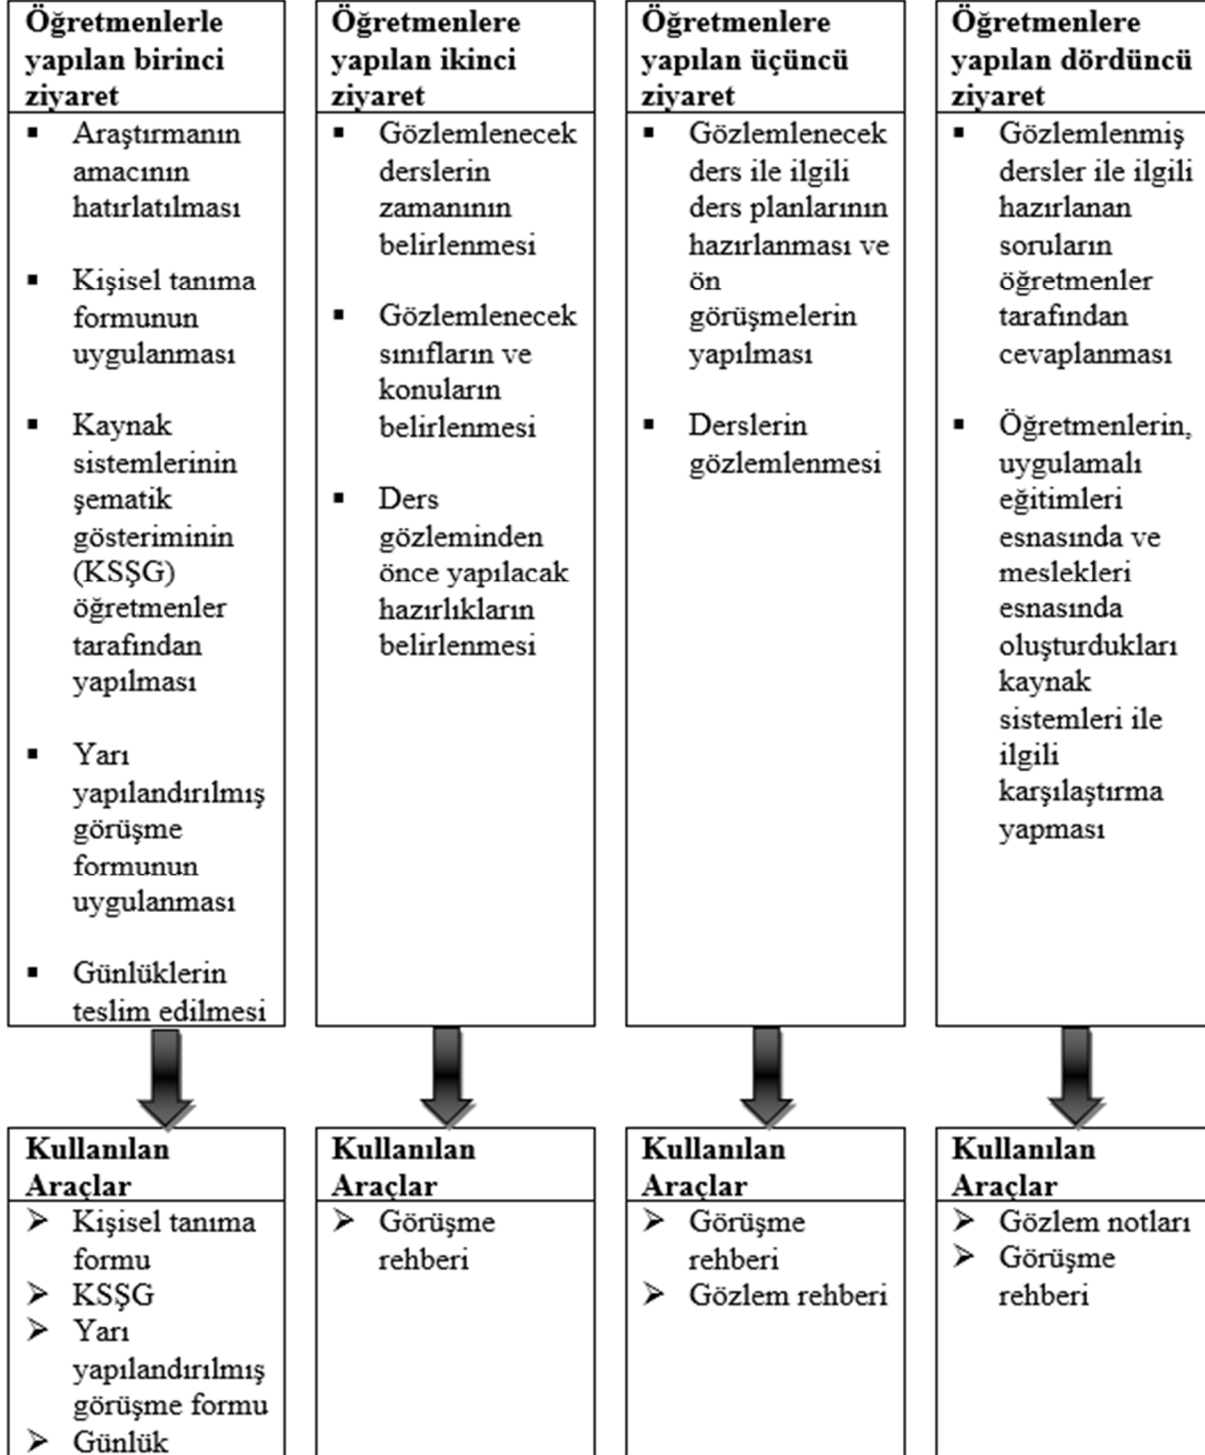 Öğretmenlerle
yapılan birinci
ziyaret
▪ Araştırmanın
amacının
hatırlatılması
▪ Kişisel tanıma
formunun
uygulanması
▪ Kaynak
sistemlerinin
şematik
gösteriminin
(KSŞG)
öğretmenler
tarafından
yapılması
▪ Yarı
yapılandırılmış
görüşme
formunun
uygulanması
▪ Günlüklerin
teslim edilmesi
Kullanılan
Araçlar
➢ Kişisel tanıma
formu
➢ KSŞG
➢ Yarı
yapılandırılmış
görüşme formu
➢ Günlük
Öğretmenlere
yapılan ikinci
ziyaret
▪ Gözlemlenecek
derslerin
zamanının
belirlenmesi
▪ Gözlemlenecek
sınıfların ve
konuların
belirlenmesi
▪ Ders
gözleminden
önce yapılacak
hazırlıkların
belirlenmesi
Kullanılan
Araçlar
➢ Görüşme
rehberi
Öğretmenlere
yapılan üçüncü
ziyaret
▪ Gözlemlenecek
ders ile ilgili
ders planlarının
hazırlanması ve
ön
görüşmelerin
yapılması
▪ Derslerin
gözlemlenmesi
Kullanılan
Araçlar
➢ Görüşme
rehberi
➢ Gözlem rehberi
Öğretmenlere
yapılan dördüncü
ziyaret
▪ Gözlemlenmiş
dersler ile ilgili
hazırlanan
soruların
öğretmenler
tarafından
cevaplanması
▪ Öğretmenlerin,
uygulamalı
eğitimleri
esnasında ve
meslekleri
esnasında
oluşturdukları
kaynak
sistemleri ile
ilgili
karşılaştırma
yapması
Kullanılan
Araçlar
➢ Gözlem notları
➢ Görüşme
rehberi